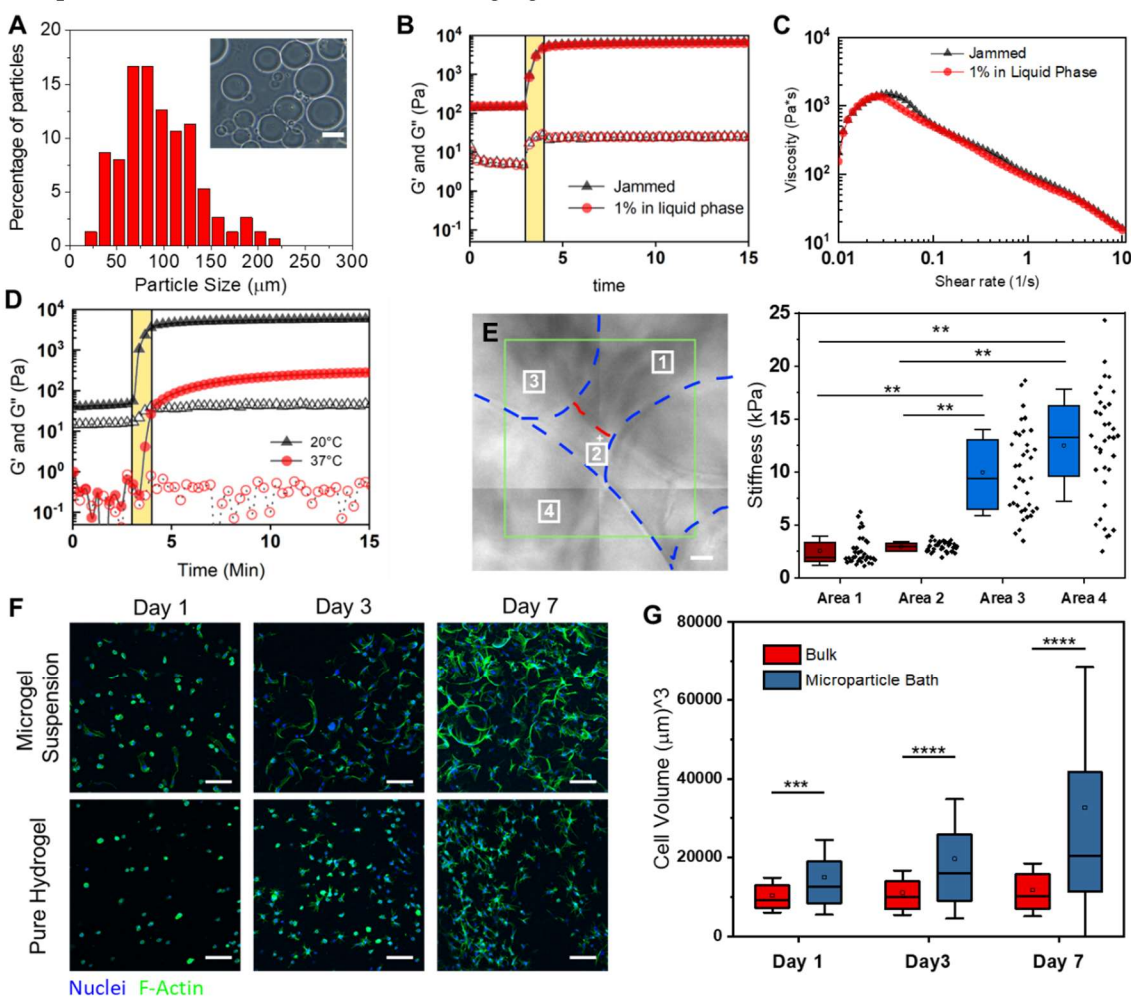 A
Percentage of particles
20
15
10
5
0
0 50 100 150 200 250 300
Particle Size (μm)
B
G' and G" (Pa)
10^4
10^3
10^2
10^1
10^0
10^-1
Jammed
1% in liquid phase
0 5 10 15
time
C
Viscosity (Pa*s)
10^4
10^3
10^2
10^1
Jammed
1% in Liquid Phase
0.01 0.1 1 10
Shear rate (1/s)
D
G' and G" (Pa)
10^4
10^3
10^2
10^1
10^0
10^-1
20°C
37°C
0 5 10 15
Time (Min)
E
1
3
2
4
Stiffness (kPa)
25
20
15
10
5
0
**
**
**
**
Area 1 Area 2 Area 3 Area 4
F
Day 1 Day 3 Day 7
Microgel
Suspension
Pure Hydrogel
Nuclei F-Actin
G
Cell Volume (μm)^3
80000
60000
40000
20000
0
Bulk
Microparticle Bath
***
****
****
Day 1 Day3 Day 7